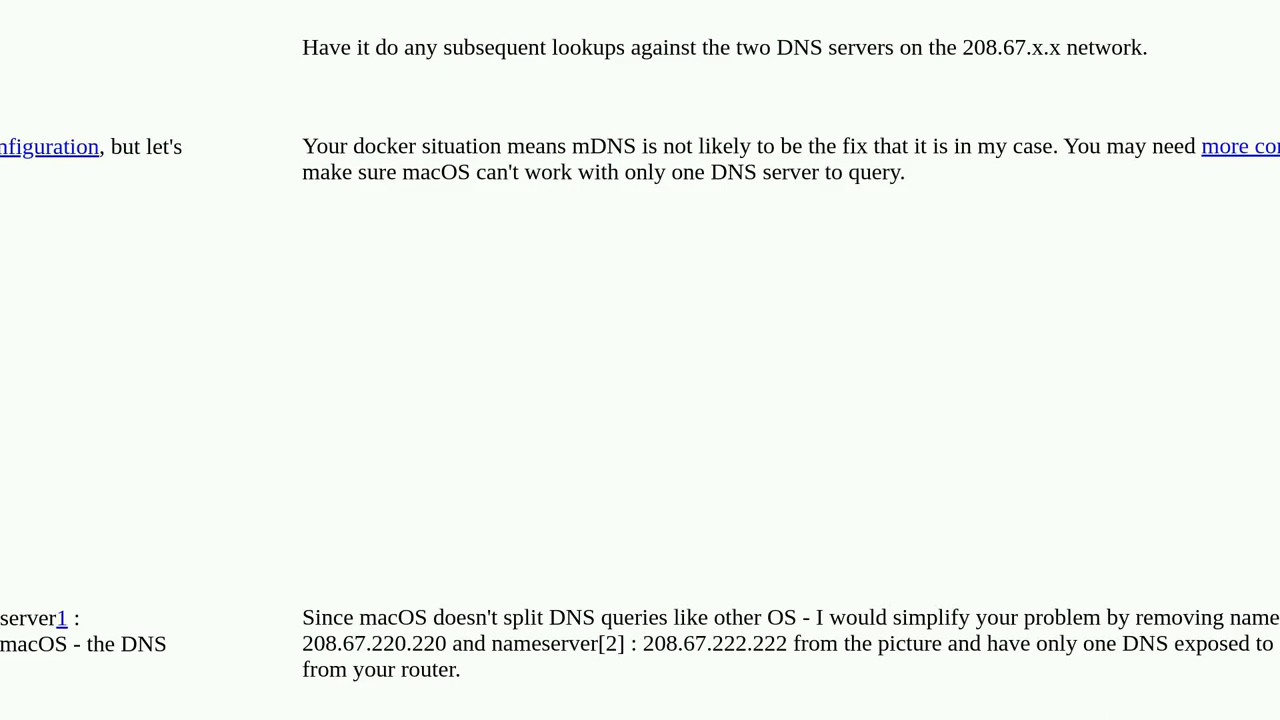 Have it do any subsequent lookups against the two DNS servers on the 208.67.x.x network.
nfiguration, but let's
Your docker situation means mDNS is not likely to be the fix that it is in my case. You may need more con
make sure macOS can't work with only one DNS server to query.
server1 :
Since macOS doesn't split DNS queries like other OS - I would simplify your problem by removing name
macOS - the DNS
208.67.220.220 and nameserver[2] : 208.67.222.222 from the picture and have only one DNS exposed to
from your router.